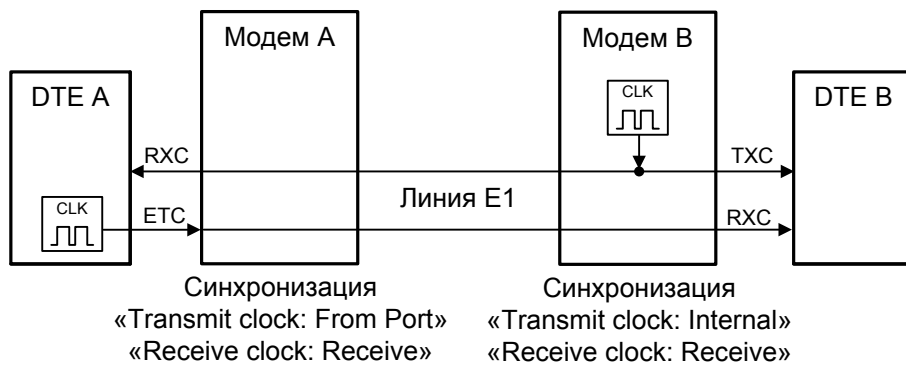 Модем А
Модем В
DTE A
CLK
DTE B
RXC
TXC
Линия E1
CLK
ETC
RXC
Синхронизация
«Transmit clock: From Port»
«Receive clock: Receive»
Синхронизация
«Transmit clock: Internal»
«Receive clock: Receive»